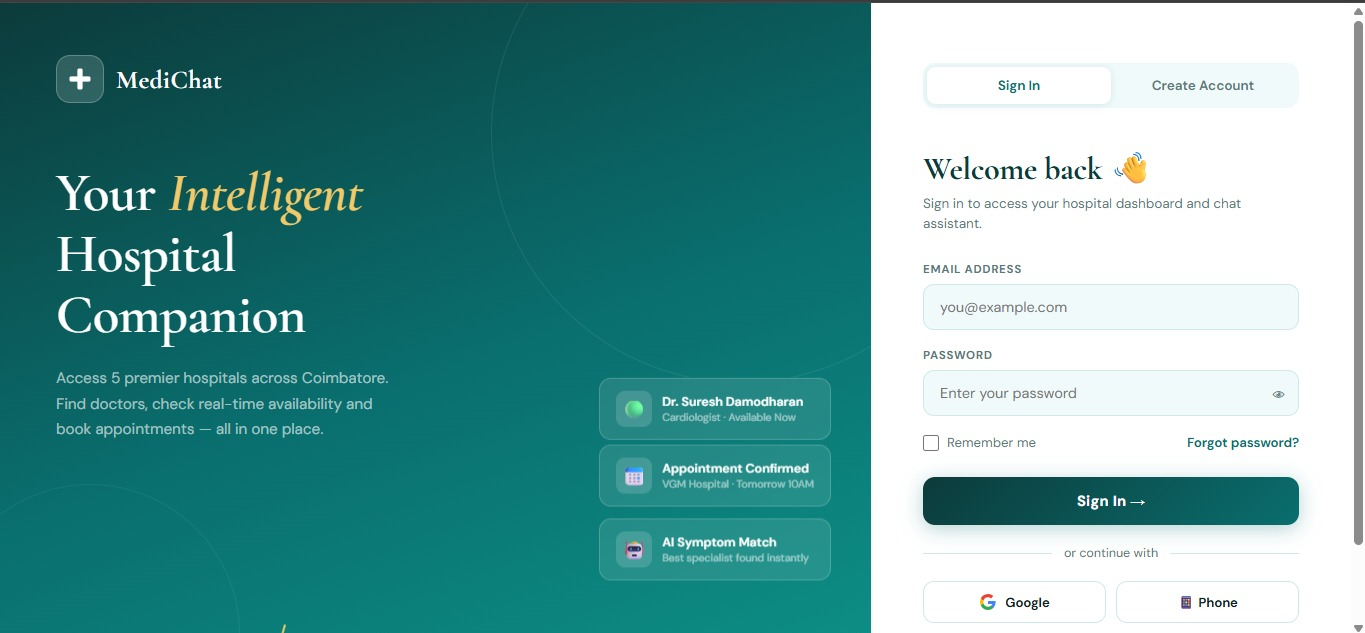 MediChat
Your Intelligent
Hospital
Companion
Access 5 premier hospitals across Coimbatore.
Find doctors, check real-time availability and
book appointments — all in one place.
Dr. Suresh Damodharan
Cardiologist · Available Now
Appointment Confirmed
VGM Hospital · Tomorrow 10AM
AI Symptom Match
Best specialist found instantly
Sign In
Create Account
Welcome back 👋
Sign in to access your hospital dashboard and chat
assistant.
EMAIL ADDRESS
you@example.com
PASSWORD
Enter your password
Remember me
Forgot password?
Sign In →
or continue with
Google
Phone